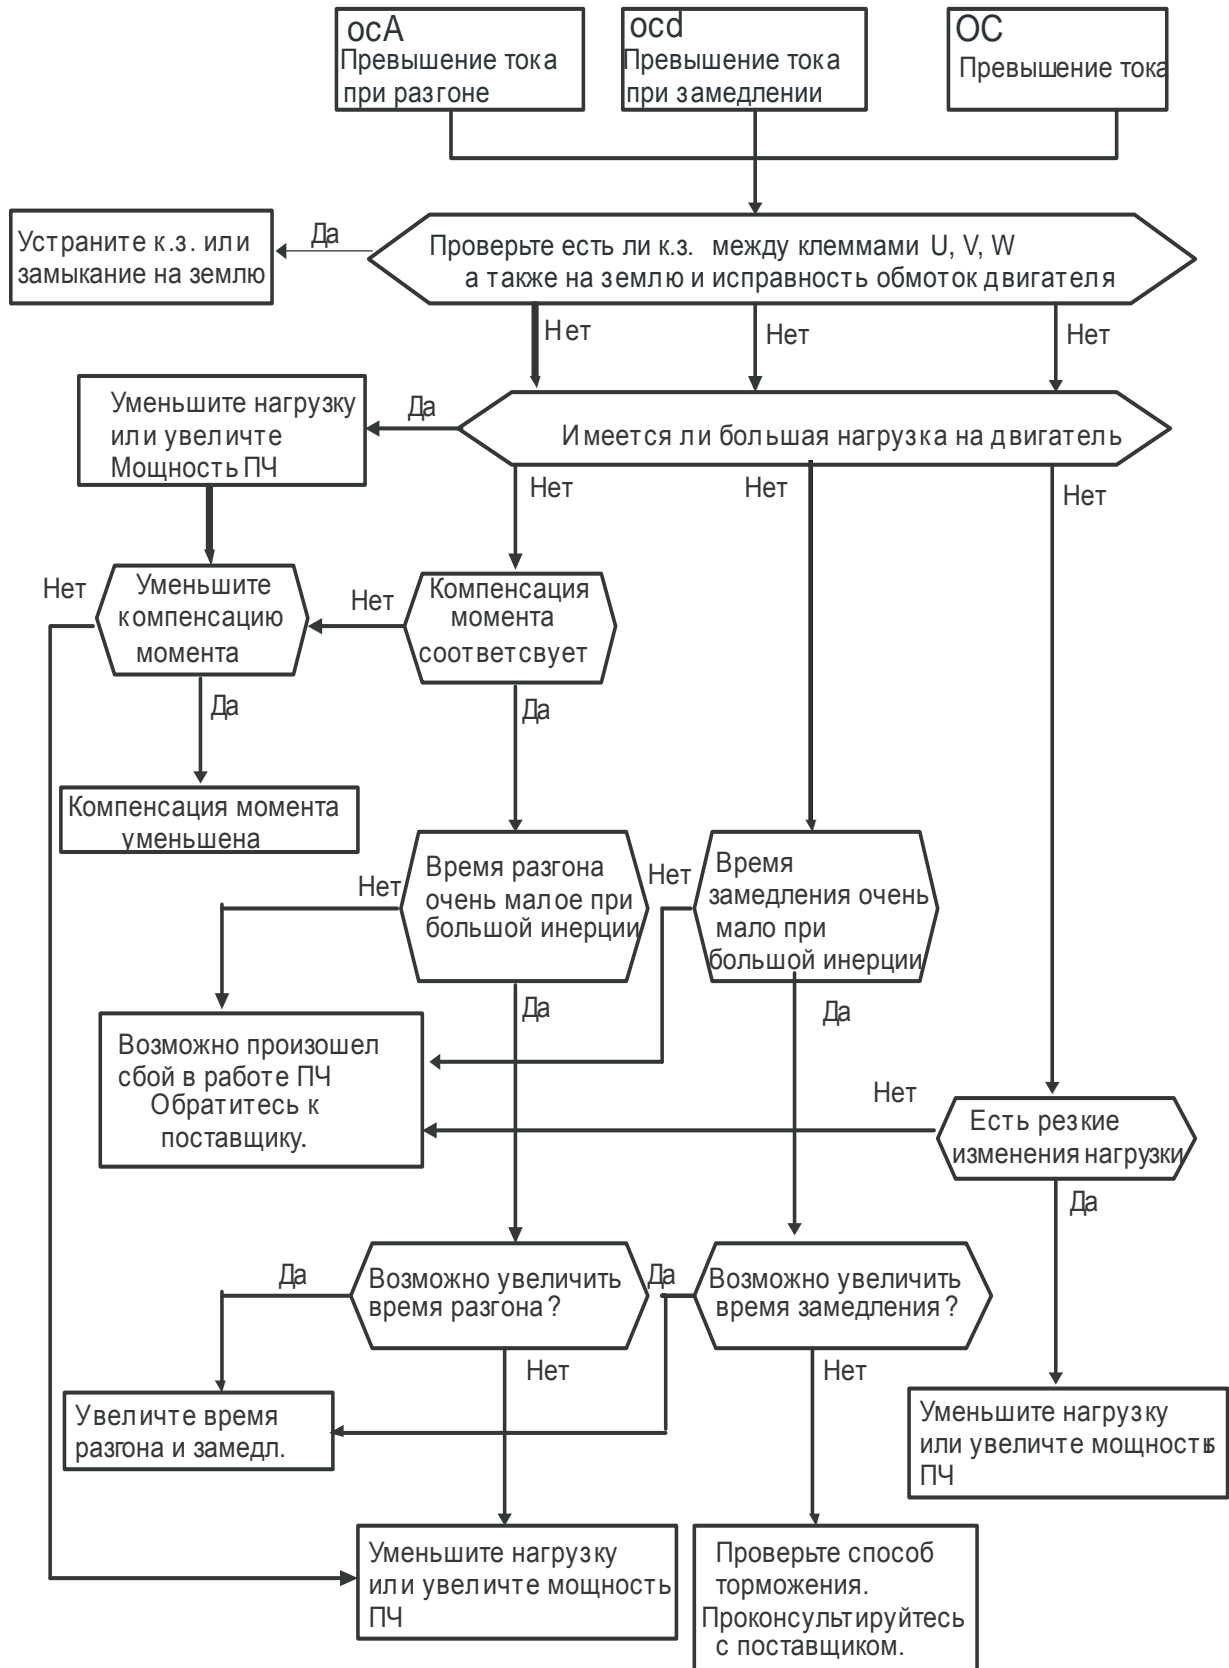 осА
Превышение тока
при разгоне
осd
Превышение тока
при замедлении
ОС
Превышение тока
Устраните к.з. или
замыкание на землю
Да
Проверьте есть ли к.з. между клеммами U, V, W
а также на землю и исправность обмоток двигателя
Нет
Нет
Нет
Уменьшите нагрузку
или увеличте
Мощность ПЧ
Да
Имеется ли большая нагрузка на двигатель
Нет
Нет
Нет
Нет
Уменьшите
компенсацию
момента
Нет
Компенсация
момента
соответсвует
Да
Да
Компенсация момента
уменьшена
Нет
Время разгона
очень малое при
большой инерции
Нет
Время
замедления очень
мало при
большой инерции
Да
Да
Возможно произошел
сбой в работе ПЧ
Обратитесь к
поставщику.
Нет
Есть резкие
изменения нагрузки
Да
Да
Возможно увеличить
время разгона?
Да
Возможно увеличить
время замедления?
Нет
Нет
Увеличте время
разгона и замедл.
Уменьшите нагрузку
или увеличте мощность
ПЧ
Уменьшите нагрузку
или увеличте мощность
ПЧ
Проверьте способ
торможения.
Проконсультируйтесь
с поставщиком.